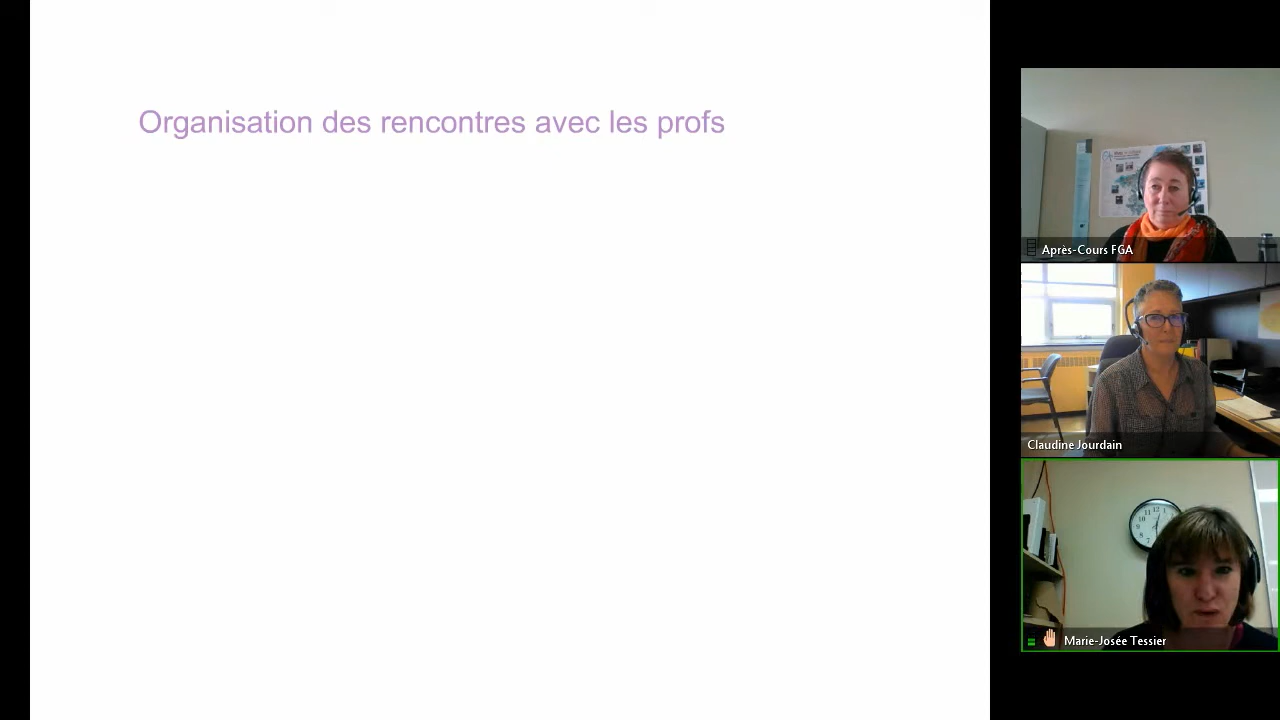 Organisation des rencontres avec les profs
Après-Cours FGA
Claudine Jourdain
Marie-Josée Tessier